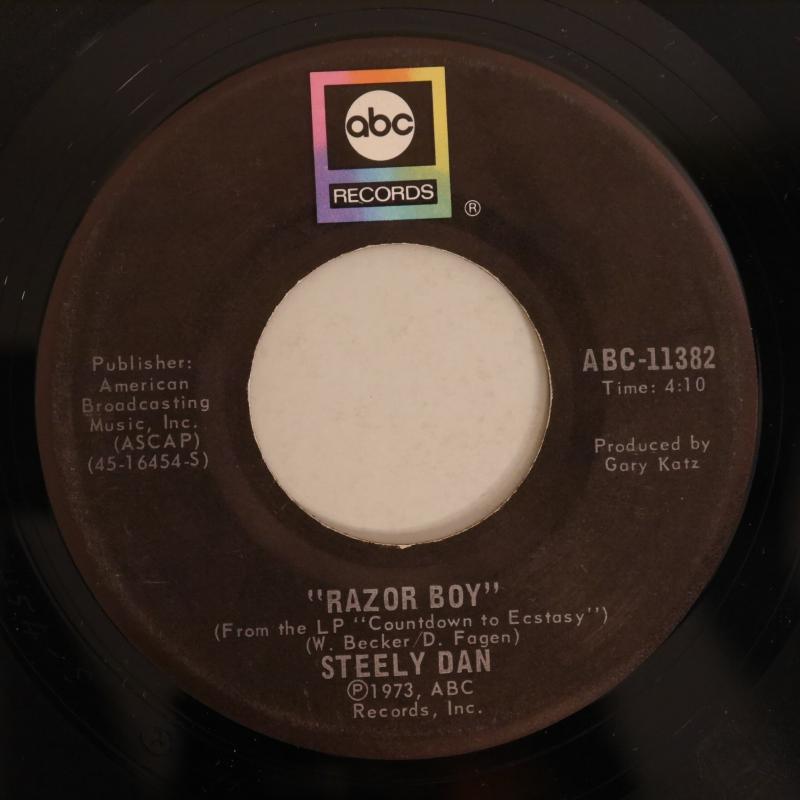 abc
RECORDS
®
Publisher:
American
Broadcasting
Music, Inc.
(ASCAP)
(45-16454-S)
ABC-11382
Time: 4:10
Produced by
Gary Katz
"RAZOR BOY"
(From the LP "Countdown to Ecstasy")
(W. Becker/D. Fagen)
STEELY DAN
℗1973, ABC
Records, Inc.